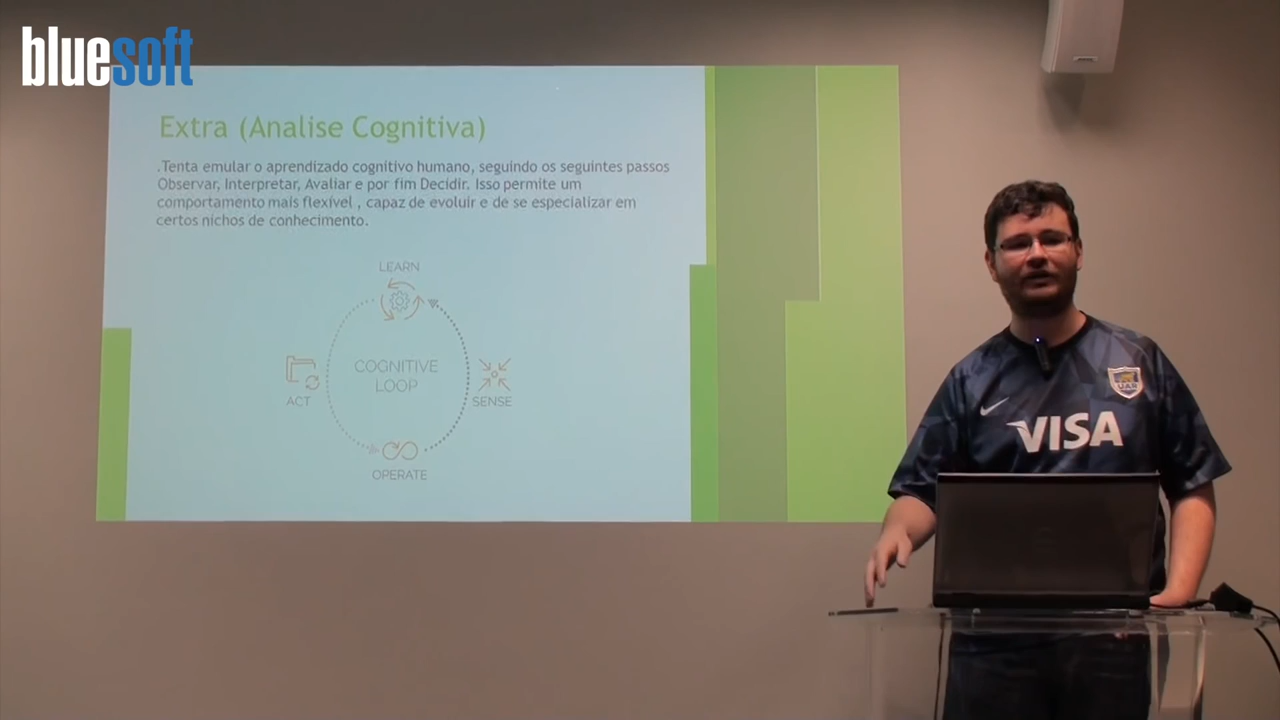 bluesoft
Extra (Analise Cognitiva)
.Tenta emular o aprendizado cognitivo humano, seguindo os seguintes passos
Observar, Interpretar, Avaliar e por fim Decidir. Isso permite um
comportamento mais flexível , capaz de evoluir e de se especializar em
certos nichos de conhecimento.
LEARN
COGNITIVE
LOOP
ACT
SENSE
OPERATE
UAR
VISA